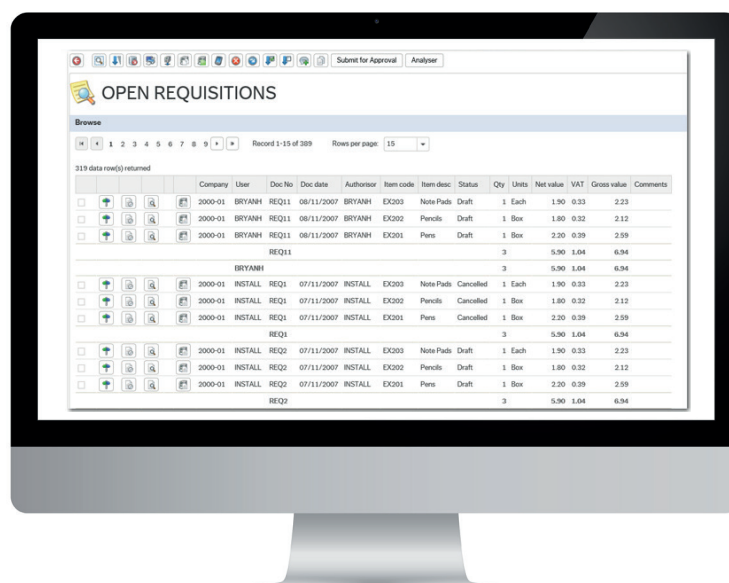 Submit for Approval Analyser
OPEN REQUISITIONS
Browse
1 2 3 4 5 6 7 8 9 Record 1-15 of 389 Rows per page: 15
319 data row(s) returned
Company User Doc No Doc date Authorisor Item code Item desc Status Qty Units Net value VAT Gross value Comments
2000-01 BRYANH REQ11 08/11/2007 BRYANH EX203 Note Pads Draft 1 Each 1.90 0.33 2.23
2000-01 BRYANH REQ11 08/11/2007 BRYANH EX202 Pencils Draft 1 Box 1.80 0.32 2.12
2000-01 BRYANH REQ11 08/11/2007 BRYANH EX201 Pens Draft 1 Box 2.20 0.39 2.59
REQ11 3 5.90 1.04 6.94
BRYANH 3 5.90 1.04 6.94
2000-01 INSTALL REQ1 07/11/2007 INSTALL EX203 Note Pads Cancelled 1 Each 1.90 0.33 2.23
2000-01 INSTALL REQ1 07/11/2007 INSTALL EX202 Pencils Cancelled 1 Box 1.80 0.32 2.12
2000-01 INSTALL REQ1 07/11/2007 INSTALL EX201 Pens Cancelled 1 Box 2.20 0.39 2.59
REQ1 3 5.90 1.04 6.94
2000-01 INSTALL REQ2 07/11/2007 INSTALL EX203 Note Pads Draft 1 Each 1.90 0.33 2.23
2000-01 INSTALL REQ2 07/11/2007 INSTALL EX202 Pencils Draft 1 Box 1.80 0.32 2.12
2000-01 INSTALL REQ2 07/11/2007 INSTALL EX201 Pens Draft 1 Box 2.20 0.39 2.59
REQ2 3 5.90 1.04 6.94